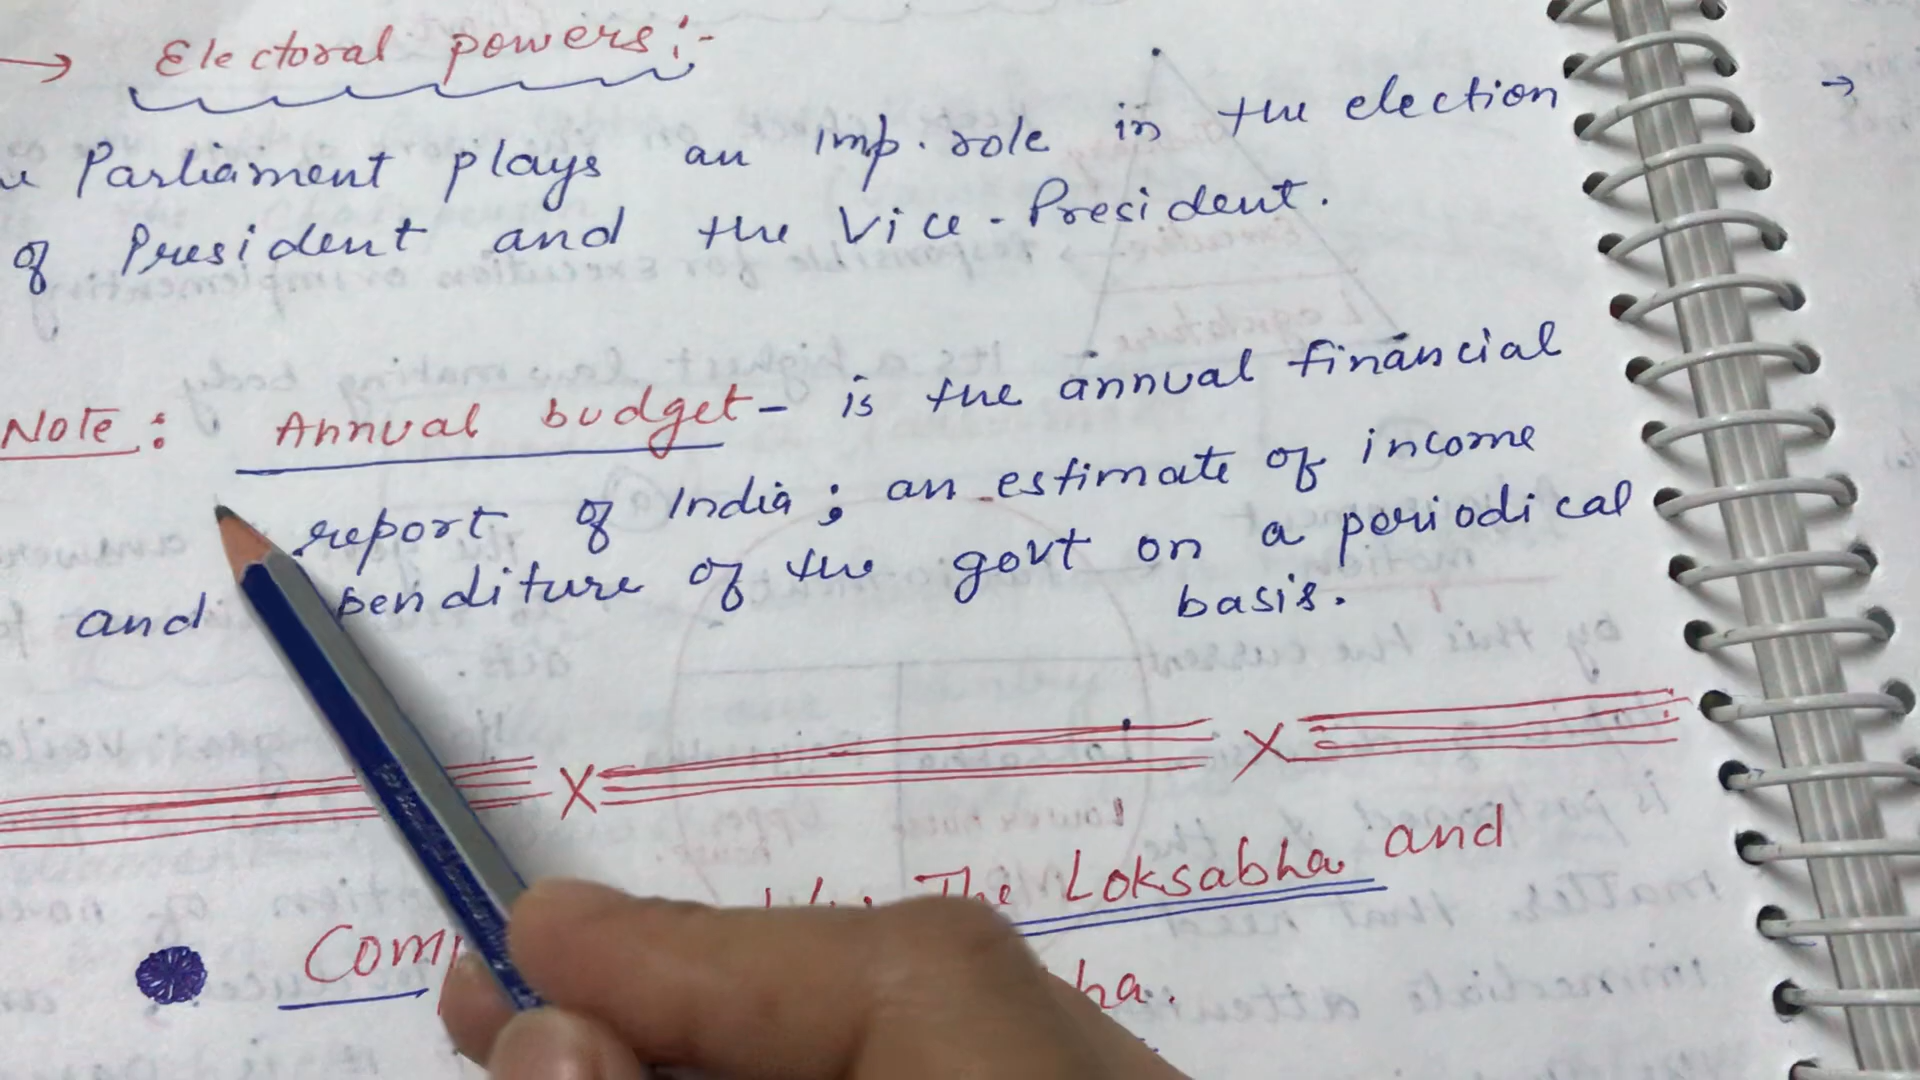 → Electoral powers:-
Parliament plays an imp. role in the election
of President and the Vice-President.
Note: Annual budget - is the annual financial
report of India; an estimate of income
and penditure of the govt on a periodical
basis.
X X
The Loksabha and